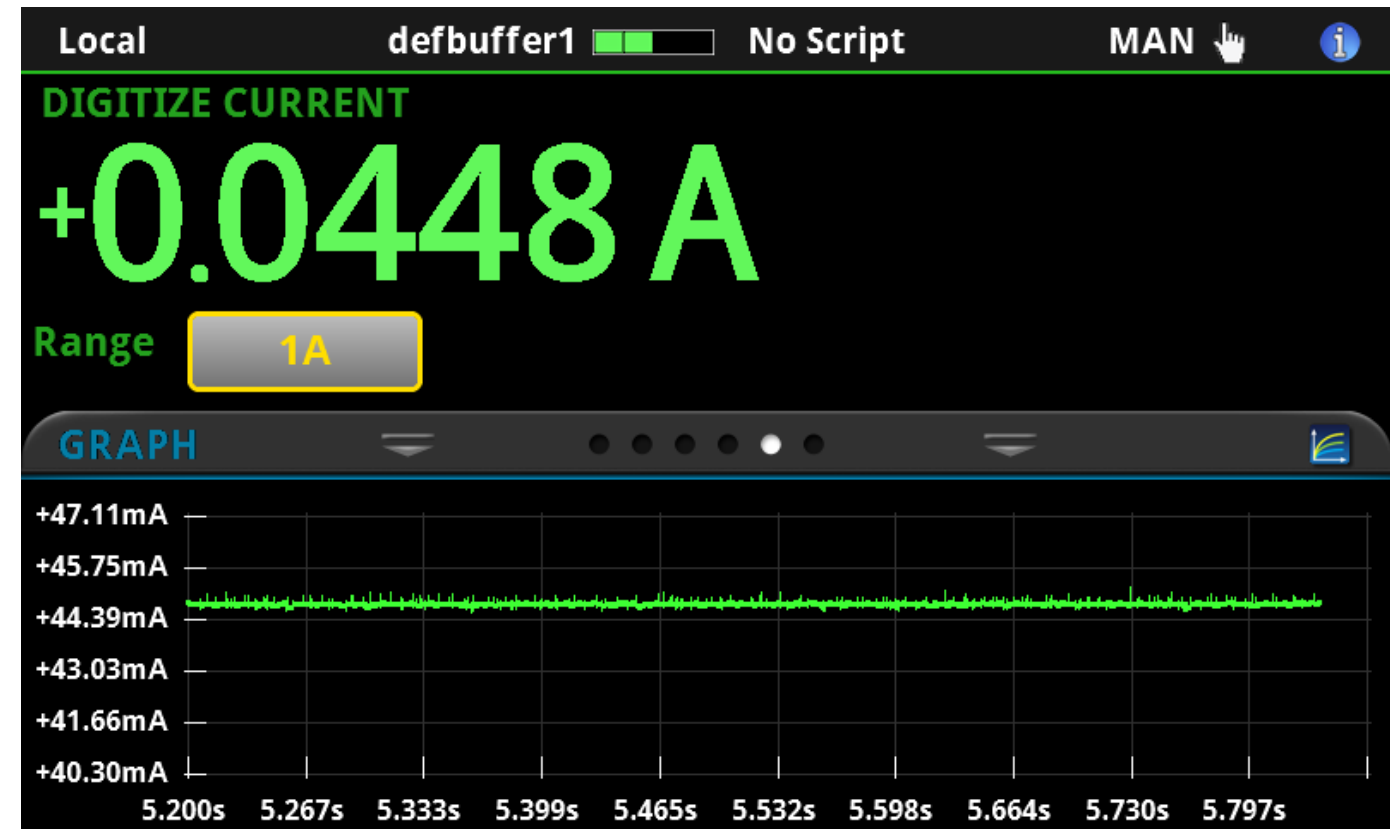 Local defbuffer1 No Script MAN i
DIGITIZE CURRENT
+0.0448 A
Range 1A
GRAPH
+47.11mA
+45.75mA
+44.39mA
+43.03mA
+41.66mA
+40.30mA
5.200s 5.267s 5.333s 5.399s 5.465s 5.532s 5.598s 5.664s 5.730s 5.797s